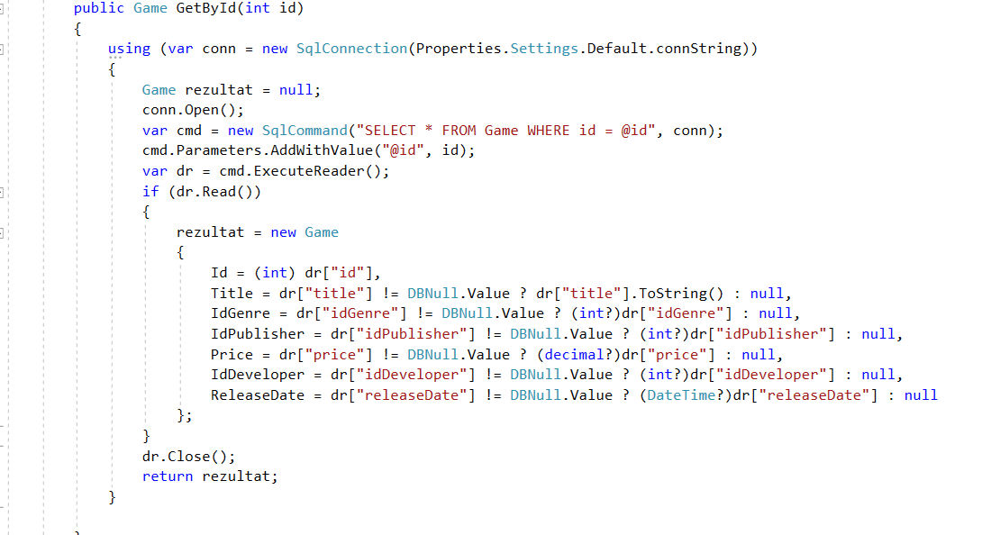 public Game GetById(int id)
{
using (var conn = new SqlConnection(Properties.Settings.Default.connString))
{
Game rezultat = null;
conn.Open();
var cmd = new SqlCommand("SELECT * FROM Game WHERE id = @id", conn);
cmd.Parameters.AddWithValue("@id", id);
var dr = cmd.ExecuteReader();
if (dr.Read())
{
rezultat = new Game
{
Id = (int) dr["id"],
Title = dr["title"] != DBNull.Value ? dr["title"].ToString() : null,
IdGenre = dr["idGenre"] != DBNull.Value ? (int?)dr["idGenre"] : null,
IdPublisher = dr["idPublisher"] != DBNull.Value ? (int?)dr["idPublisher"] : null,
Price = dr["price"] != DBNull.Value ? (decimal?)dr["price"] : null,
IdDeveloper = dr["idDeveloper"] != DBNull.Value ? (int?)dr["idDeveloper"] : null,
ReleaseDate = dr["releaseDate"] != DBNull.Value ? (DateTime?)dr["releaseDate"] : null
};
}
dr.Close();
return rezultat;
}
}